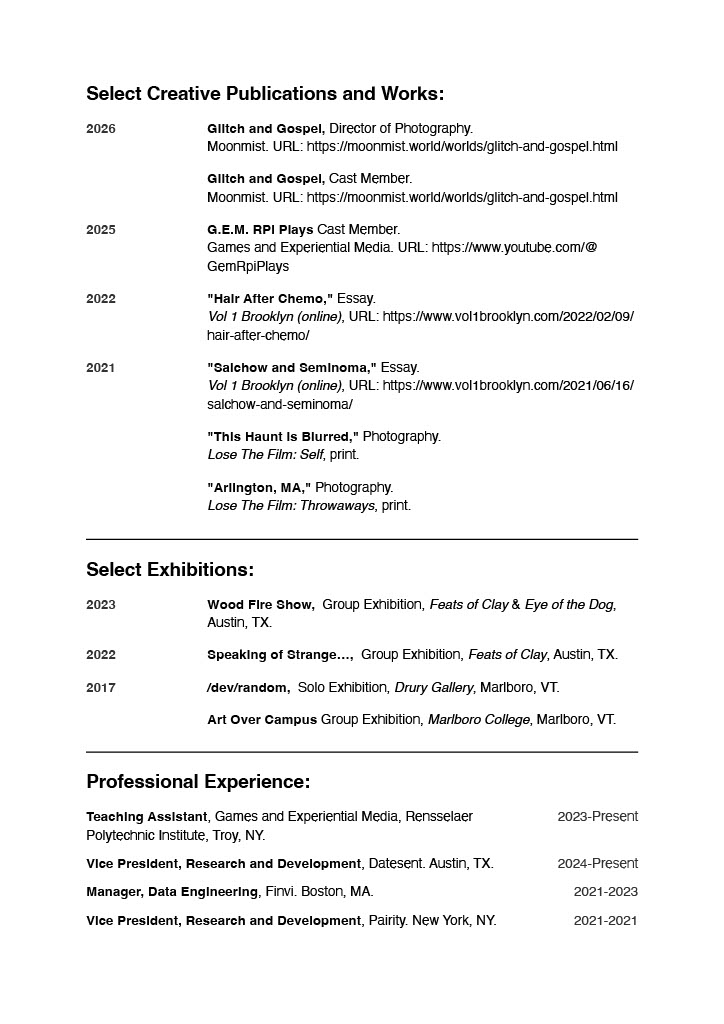 Select Creative Publications and Works:
2026 Glitch and Gospel, Director of Photography.
Moonmist. URL: https://moonmist.world/worlds/glitch-and-gospel.html
Glitch and Gospel, Cast Member.
Moonmist. URL: https://moonmist.world/worlds/glitch-and-gospel.html
2025 G.E.M. RPI Plays Cast Member.
Games and Experiential Media. URL: https://www.youtube.com/@
GemRpiPlays
2022 "Hair After Chemo," Essay.
Vol 1 Brooklyn (online), URL: https://www.vol1brooklyn.com/2022/02/09/
hair-after-chemo/
2021 "Salchow and Seminoma," Essay.
Vol 1 Brooklyn (online), URL: https://www.vol1brooklyn.com/2021/06/16/
salchow-and-seminoma/
"This Haunt is Blurred," Photography.
Lose The Film: Self, print.
"Arlington, MA," Photography.
Lose The Film: Throwaways, print.
Select Exhibitions:
2023 Wood Fire Show, Group Exhibition, Feats of Clay & Eye of the Dog,
Austin, TX.
2022 Speaking of Strange..., Group Exhibition, Feats of Clay, Austin, TX.
2017 /dev/random, Solo Exhibition, Drury Gallery, Marlboro, VT.
Art Over Campus Group Exhibition, Marlboro College, Marlboro, VT.
Professional Experience:
Teaching Assistant, Games and Experiential Media, Rensselaer 2023-Present
Polytechnic Institute, Troy, NY.
Vice President, Research and Development, Datesent. Austin, TX. 2024-Present
Manager, Data Engineering, Finvi. Boston, MA. 2021-2023
Vice President, Research and Development, Pairity. New York, NY. 2021-2021